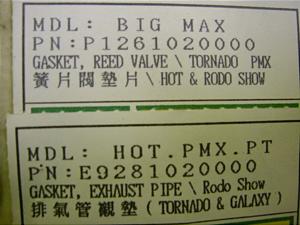 MDL: BIG MAX
PN:P1261020000
GASKET, REED VALVE \ TORNADO PMX
簧片閥墊片 \ HOT & RODO SHOW
MDL: HOT.PMX.PT
PN:E9281020000
GASKET, EXHAUST PIPE \ Rodo Show
排氣管襯墊 ( TORNADO & GALAXY )